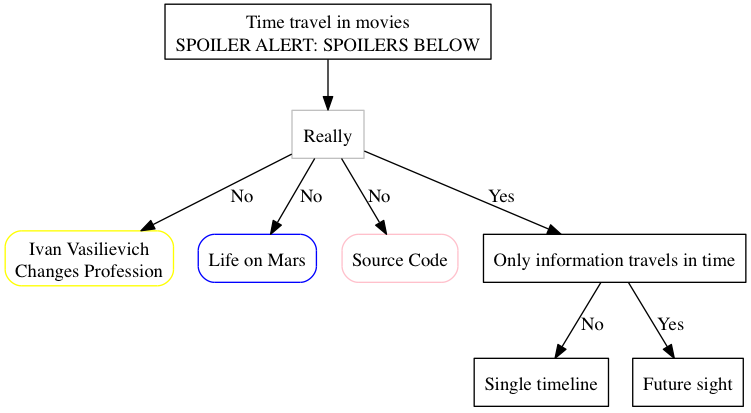 Time travel in movies
SPOILER ALERT: SPOILERS BELOW
Really
No
No
No
Yes
Ivan Vasilievich
Changes Profession
Life on Mars
Source Code
Only information travels in time
No
Yes
Single timeline
Future sight